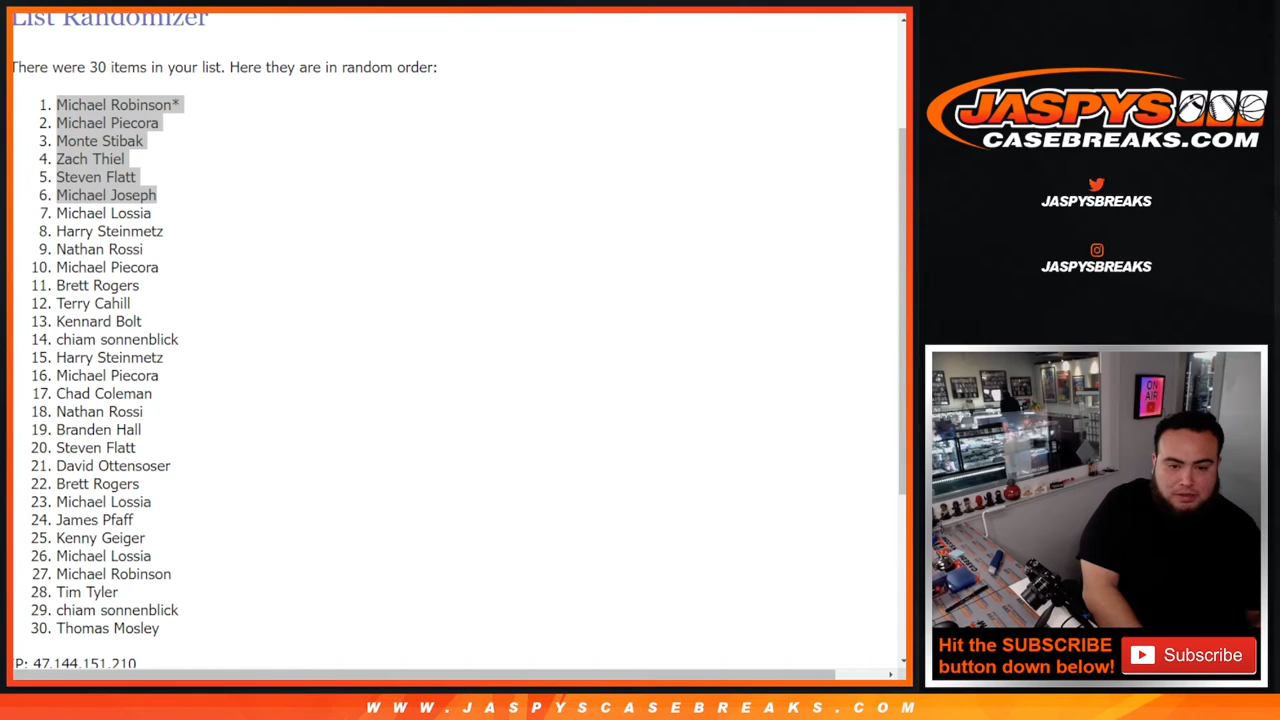 List Randomizer
There were 30 items in your list. Here they are in random order:
1. Michael Robinson*
2. Michael Piecora
3. Monte Stibak
4. Zach Thiel
5. Steven Flatt
6. Michael Joseph
7. Michael Lossia
8. Harry Steinmetz
9. Nathan Rossi
10. Michael Piecora
11. Brett Rogers
12. Terry Cahill
13. Kennard Bolt
14. chiam sonnenblick
15. Harry Steinmetz
16. Michael Piecora
17. Chad Coleman
18. Nathan Rossi
19. Branden Hall
20. Steven Flatt
21. David Ottensoser
22. Brett Rogers
23. Michael Lossia
24. James Pfaff
25. Kenny Geiger
26. Michael Lossia
27. Michael Robinson
28. Tim Tyler
29. chiam sonnenblick
30. Thomas Mosley
P: 47.144.151.210
JASPYS
CASEBREAKS.COM
JASPYSBREAKS
JASPYSBREAKS
ON
AIR
Hit the SUBSCRIBE
button down below!
Subscribe
WWW.JASPYSCASEBREAKS.COM